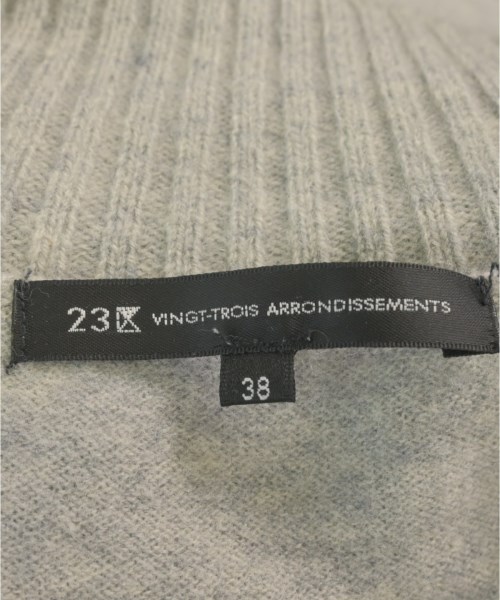 23区 VINGT-TROIS ARRONDISSEMENTS
38